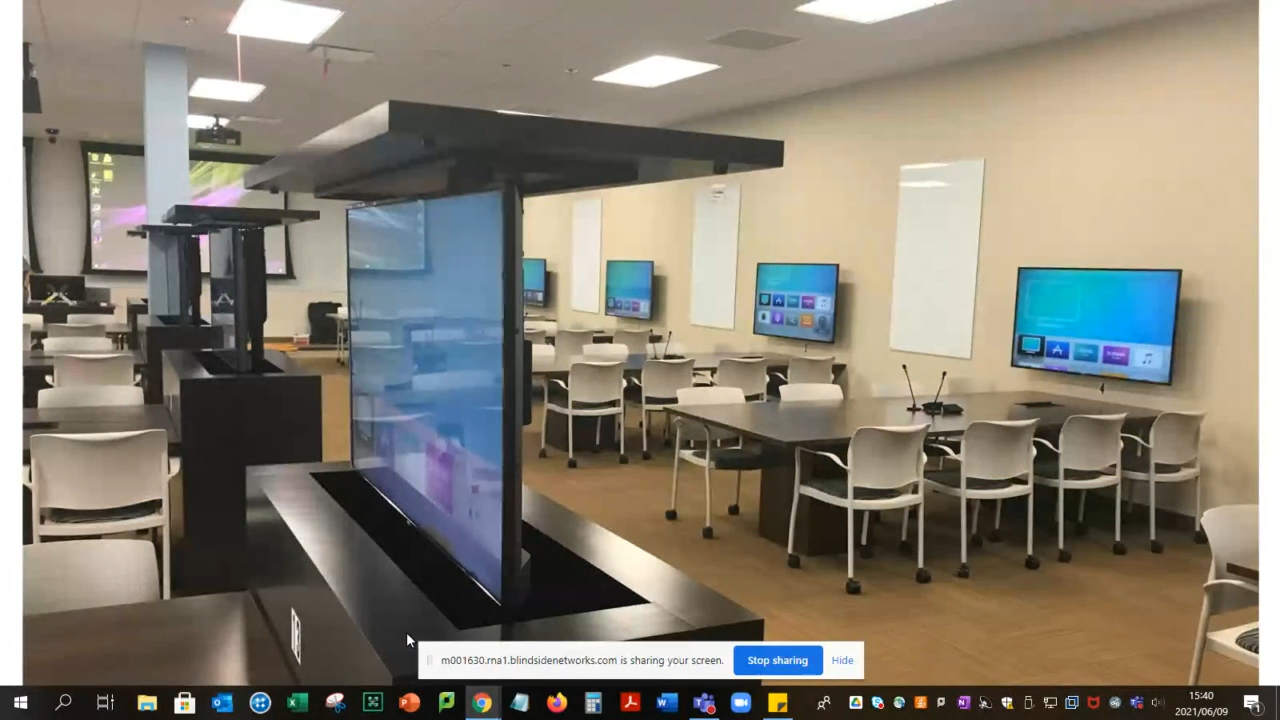 m001630.rna1.blindsidenetworks.com is sharing your screen.
Stop sharing
Hide
15:40
2021/06/09